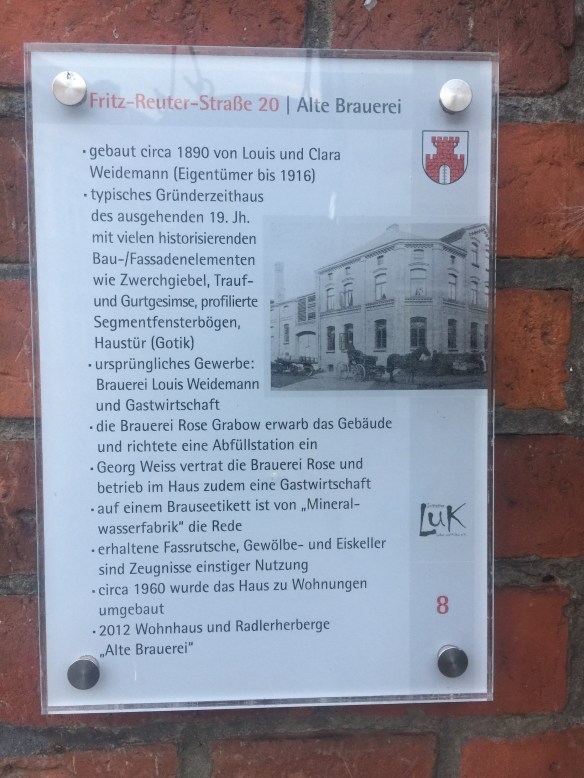 Fritz-Reuter-Straße 20 | Alte Brauerei
· gebaut circa 1890 von Louis und Clara
Weidemann (Eigentümer bis 1916)
· typisches Gründerzeithaus
des ausgehenden 19. Jh.
mit vielen historisierenden
Bau-/Fassadenelementen
wie Zwerchgiebel, Trauf-
und Gurtgesimse, profilierte
Segmentfensterbögen,
Haustür (Gotik)
· ursprüngliches Gewerbe:
Brauerei Louis Weidemann
und Gastwirtschaft
· die Brauerei Rose Grabow erwarb das Gebäude
und richtete eine Abfüllstation ein
· Georg Weiss vertrat die Brauerei Rose und
betrieb im Haus zudem eine Gastwirtschaft
· auf einem Brauseetikett ist von „Mineral-
wasserfabrik“ die Rede
· erhaltene Fassrutsche, Gewölbe- und Eiskeller
sind Zeugnisse einstiger Nutzung
· circa 1960 wurde das Haus zu Wohnungen
umgebaut
· 2012 Wohnhaus und Radlerherberge
„Alte Brauerei“
LuK
8